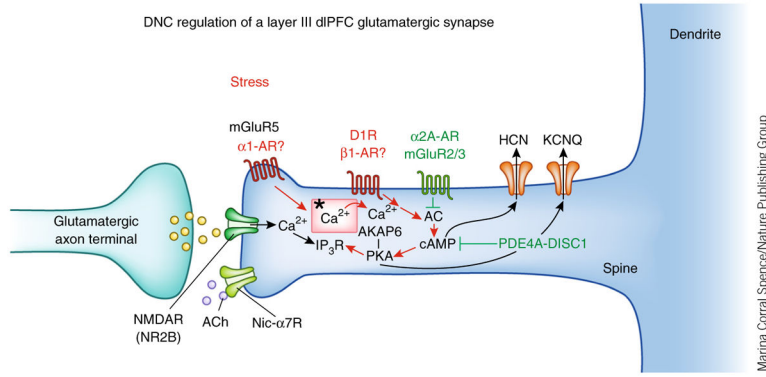 DNC regulation of a layer III dlPFC glutamatergic synapse
Dendrite
Stress
mGluR5
α1-AR?
D1R
β1-AR?
α2A-AR
mGluR2/3
HCN
KCNQ
*
Ca²⁺
Ca²⁺
AC
Glutamatergic
axon terminal
Ca²⁺
AKAP6
IP₃R
PKA
cAMP
PDE4A-DISC1
Spine
NMDAR
(NR2B)
ACh
Nic-α7R
Marina Corral Spence/Nature Publishing Group